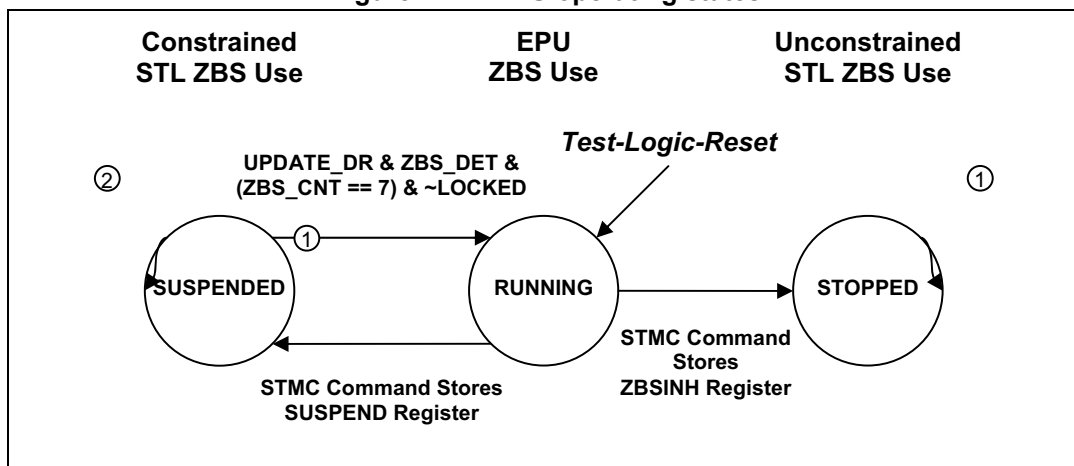 Constrained
STL ZBS Use
EPU
ZBS Use
Unconstrained
STL ZBS Use
Test-Logic-Reset
UPDATE_DR & ZBS_DET &
(ZBS_CNT == 7) & ~LOCKED
2
1
1
SUSPENDED
RUNNING
STOPPED
STMC Command Stores
SUSPEND Register
STMC Command
Stores
ZBSINH Register